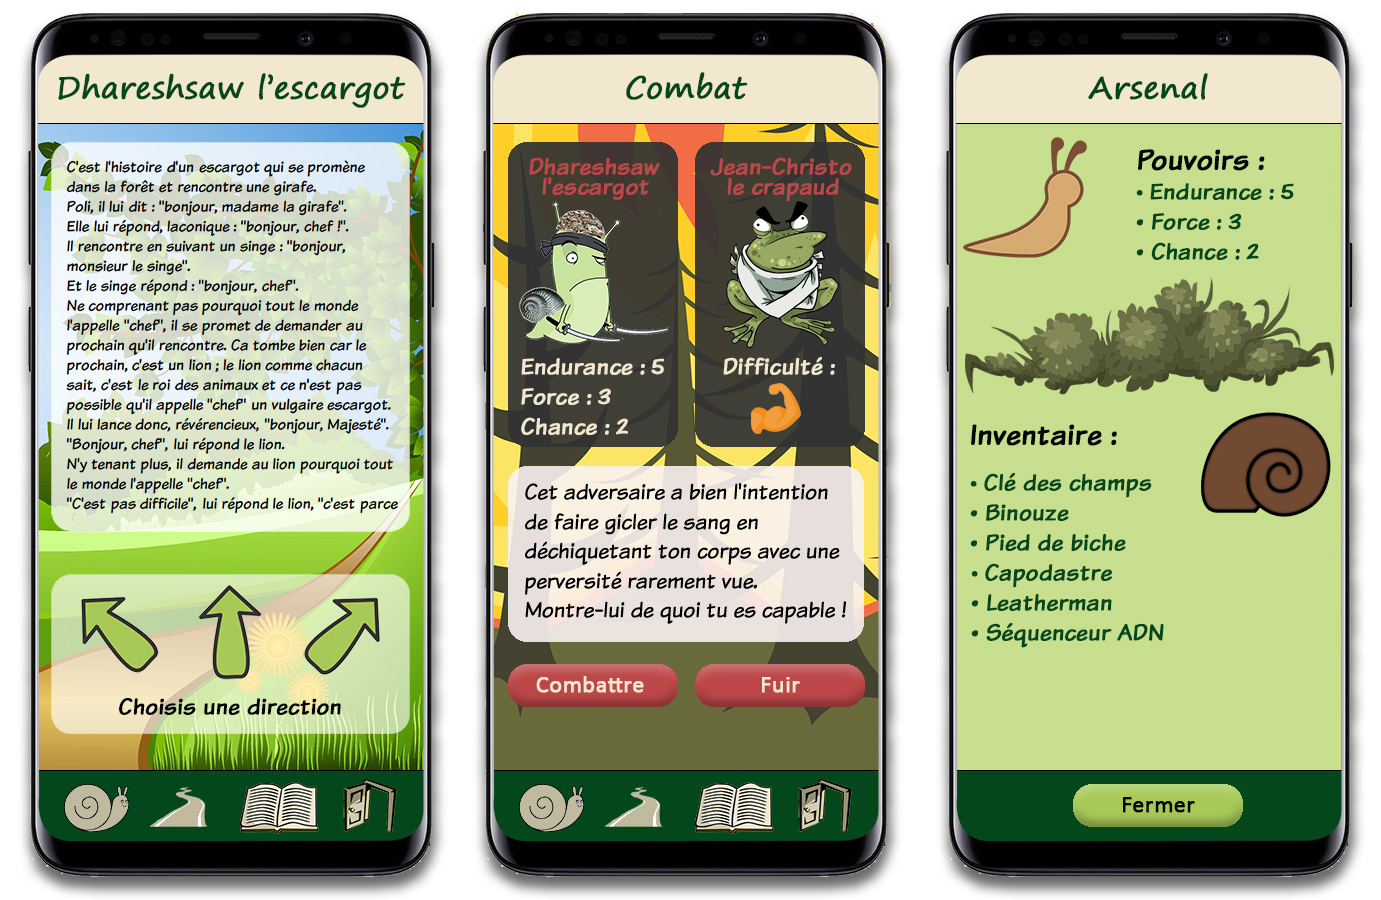 Dhareshsaw l'escargot
C'est l'histoire d'un escargot qui se promène
dans la forêt et rencontre une girafe.
Poli, il lui dit : "bonjour, madame la girafe".
Elle lui répond, laconique : "bonjour, chef !".
Il rencontre en suivant un singe : "bonjour,
monsieur le singe".
Et le singe répond : "bonjour, chef".
Ne comprenant pas pourquoi tout le monde
l'appelle "chef", il se promet de demander au
prochain qu'il rencontre. Ca tombe bien car le
prochain, c'est un lion ; le lion comme chacun
sait, c'est le roi des animaux et ce n'est pas
possible qu'il appelle "chef" un vulgaire escargot.
Il lui lance donc, révérencieux, "bonjour, Majesté".
"Bonjour, chef", lui répond le lion.
N'y tenant plus, il demande au lion pourquoi tout
le monde l'appelle "chef".
"C'est pas difficile", lui répond le lion, "c'est parce
Choisis une direction
Combat
Dhareshsaw
l'escargot
Endurance : 5
Force : 3
Chance : 2
Jean-Christo
le crapaud
Difficulté :
Cet adversaire a bien l'intention
de faire gicler le sang en
déchiquetant ton corps avec une
perversité rarement vue.
Montre-lui de quoi tu es capable !
Combattre
Fuir
Arsenal
Pouvoirs :
• Endurance : 5
• Force : 3
• Chance : 2
Inventaire :
• Clé des champs
• Binouze
• Pied de biche
• Capodastre
• Leatherman
• Séquenceur ADN
Fermer